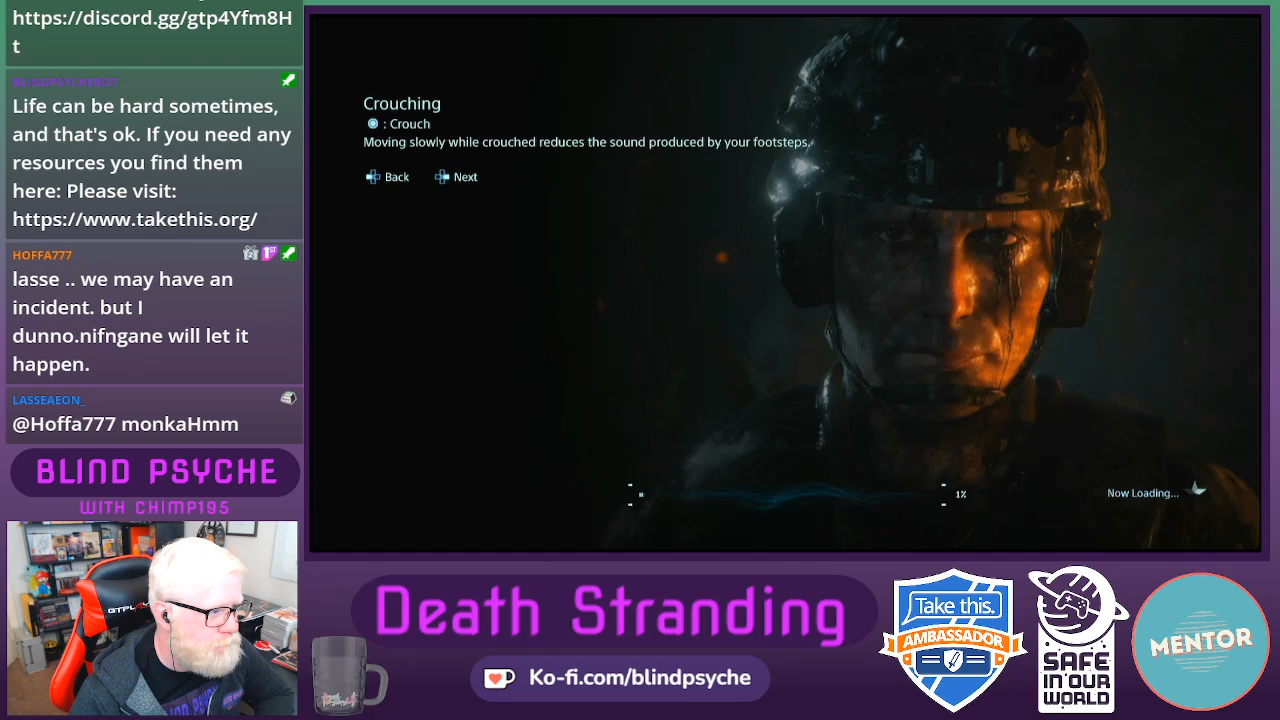 https://discord.gg/gtp4Yfm8H
t
BLINDPSYCHEBOT
Life can be hard sometimes,
and that's ok. If you need any
resources you find them
here: Please visit:
https://www.takethis.org/
HOFFA777
1ST
lasse .. we may have an
incident. but I
dunno.nifngane will let it
happen.
LASSEAEON_
@Hoffa777 monkaHmm
BLIND PSYCHE
WITH CHIMP195
Crouching
: Crouch
Moving slowly while crouched reduces the sound produced by your footsteps.
Back Next
1%
Now Loading...
Death Stranding
Ko-fi.com/blindpsyche
Take this.
AMBASSADOR
SAFE
IN OUR
WORLD
MENTOR